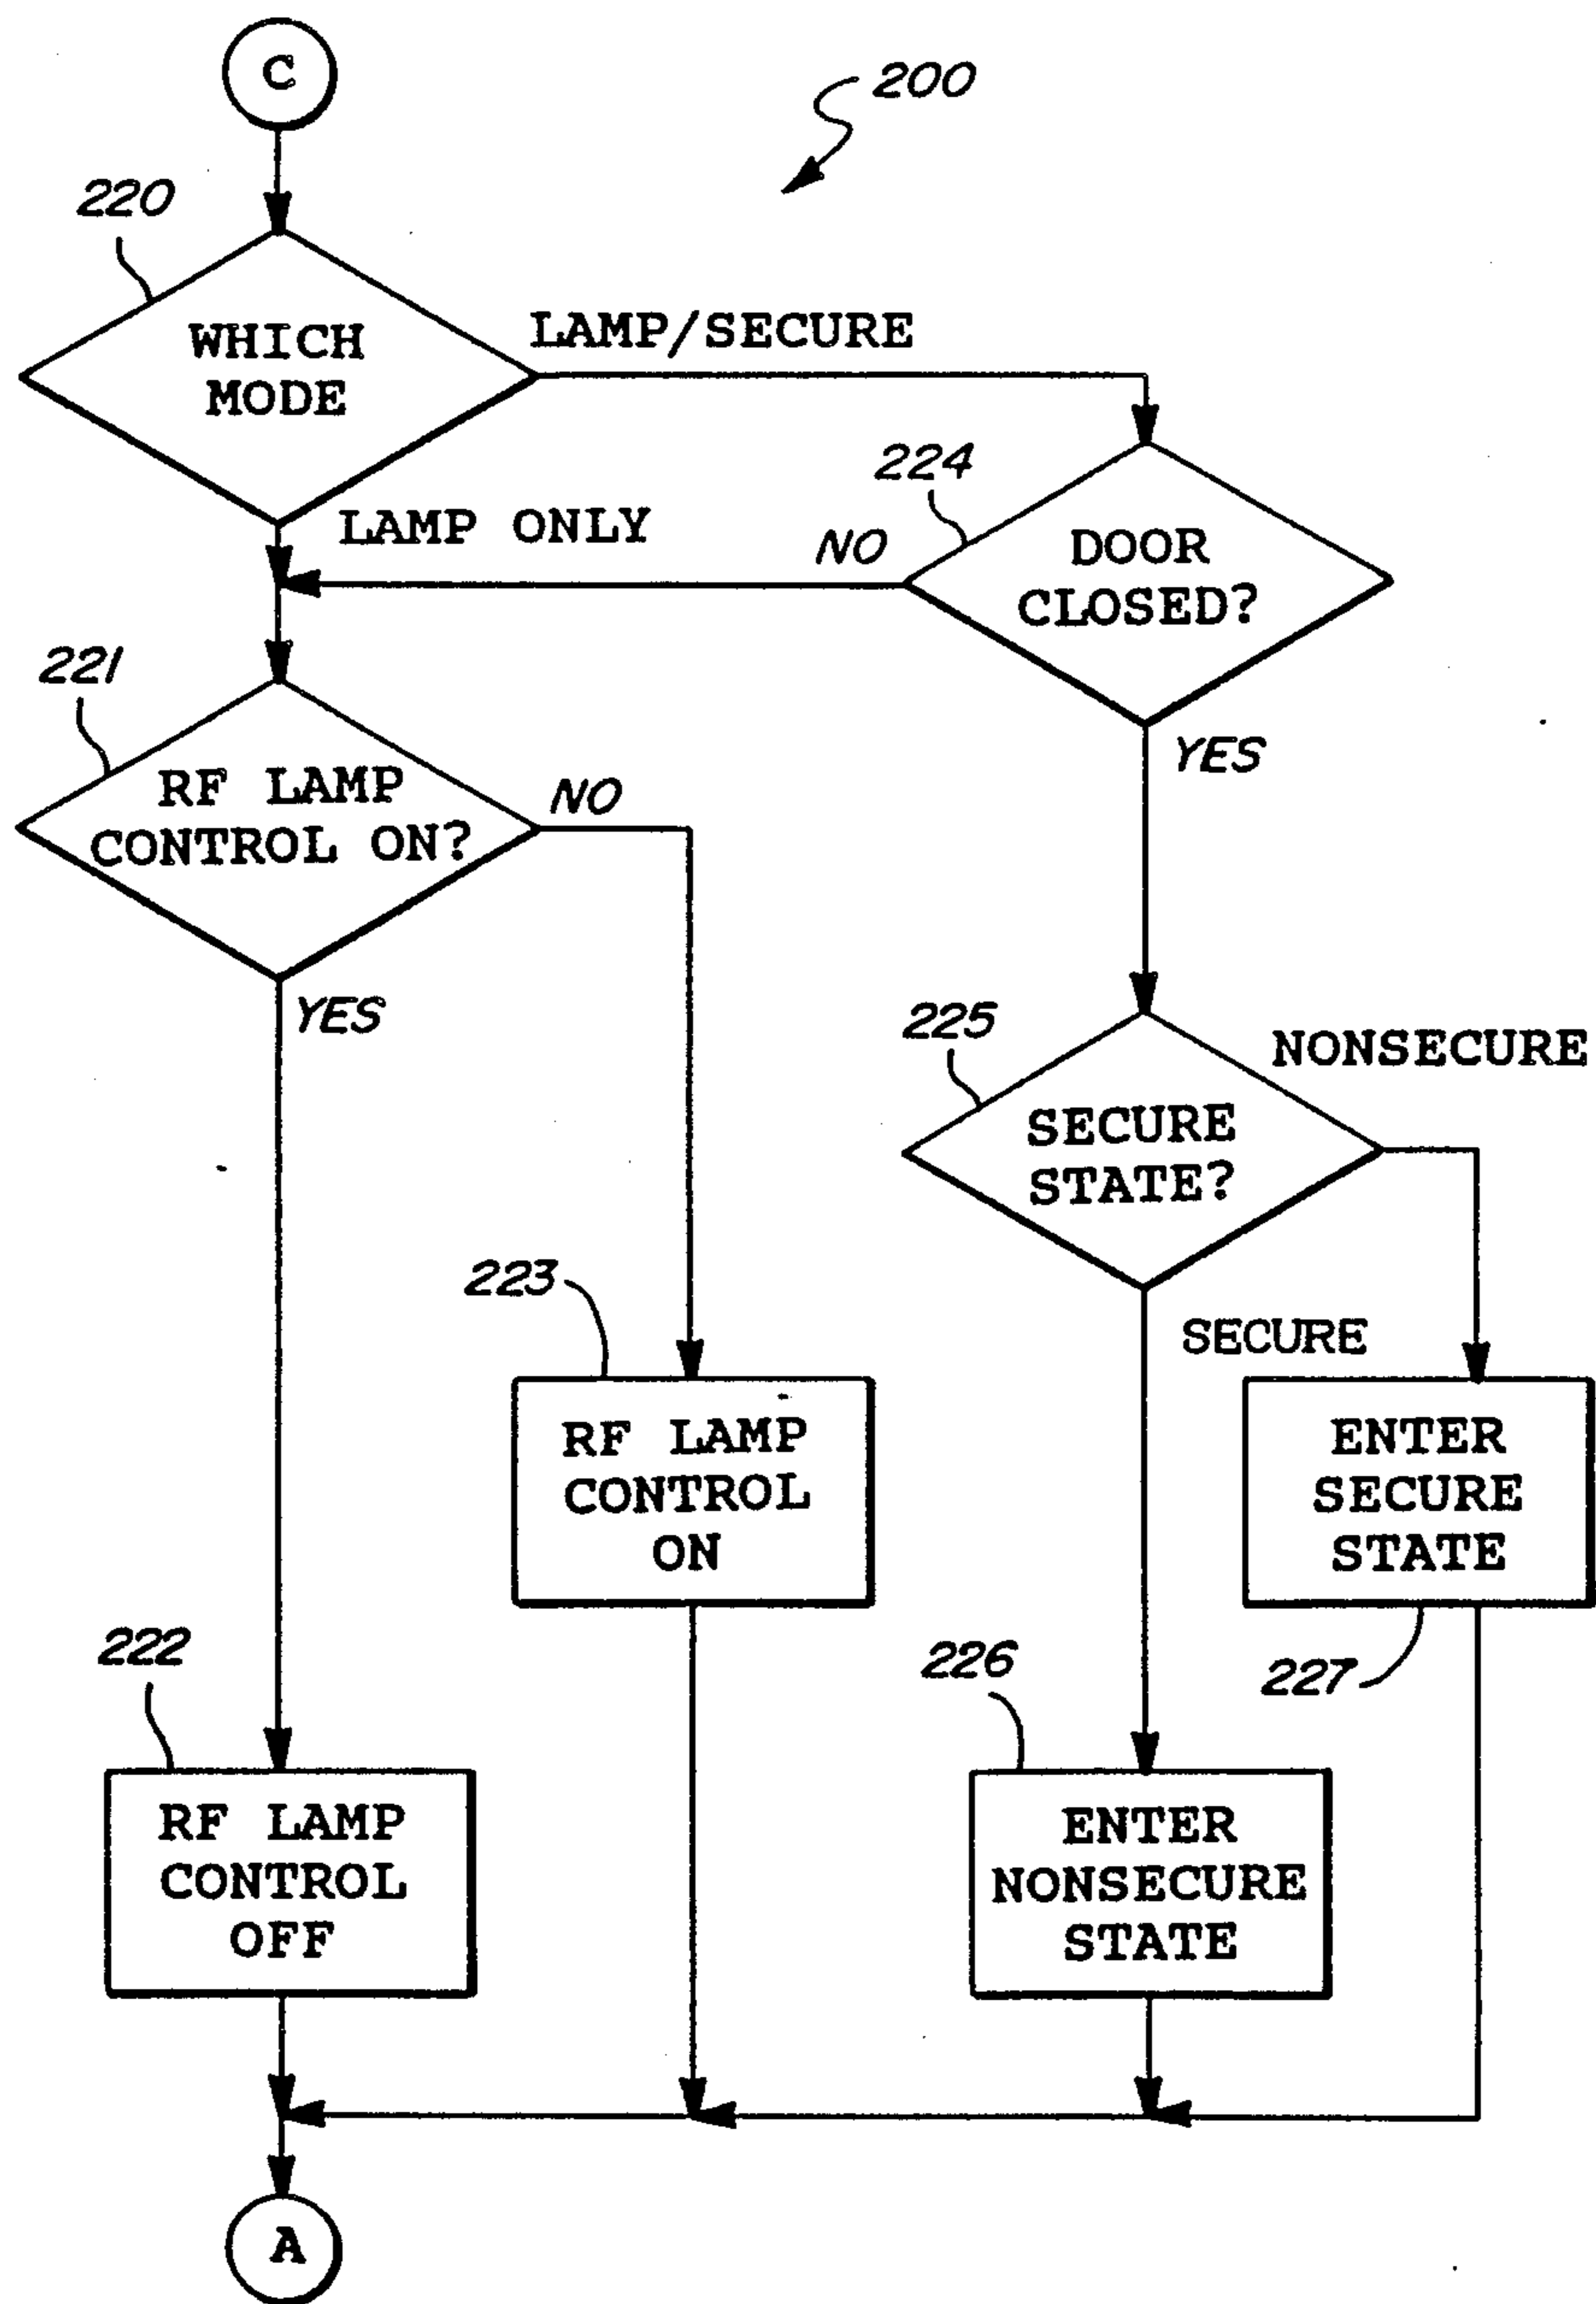 C
200
220
WHICH
MODE
LAMP/SECURE
LAMP ONLY
224
NO
DOOR
CLOSED?
YES
221
RF LAMP
CONTROL ON?
NO
YES
225
NONSECURE
SECURE
STATE?
SECURE
223
RF LAMP
CONTROL
ON
ENTER
SECURE
STATE
227
222
RF LAMP
CONTROL
OFF
226
ENTER
NONSECURE
STATE
A